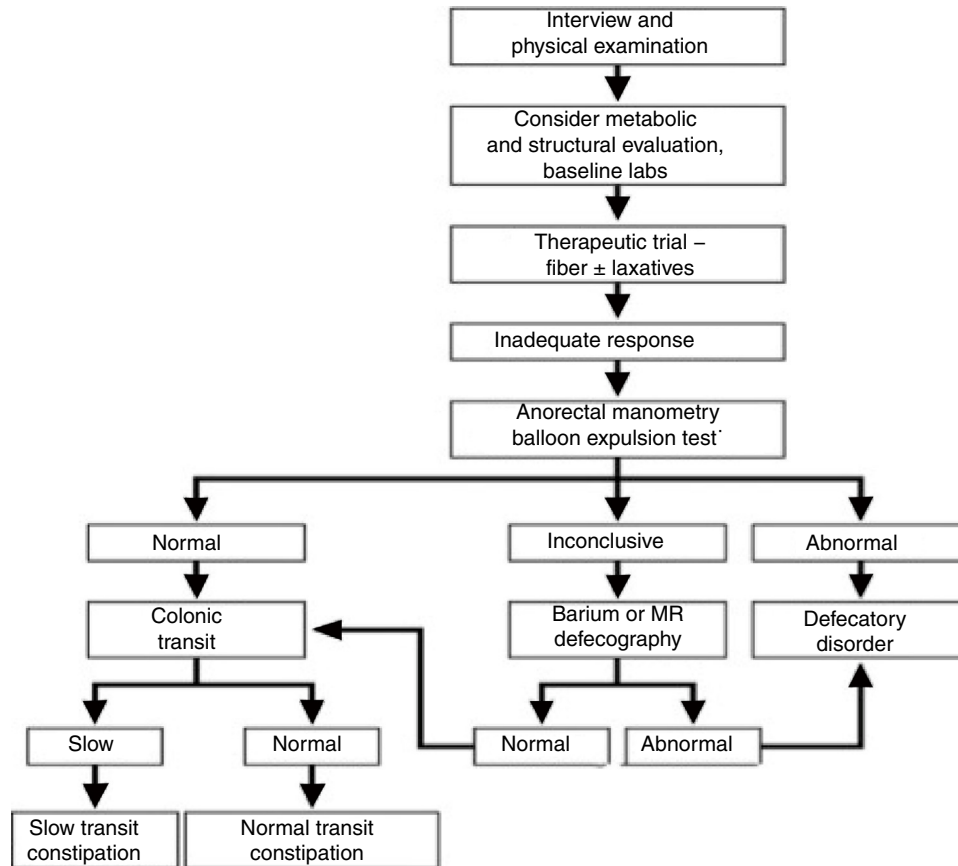 Interview and
physical examination
Consider metabolic
and structural evaluation,
baseline labs
Therapeutic trial –
fiber ± laxatives
Inadequate response
Anorectal manometry
balloon expulsion test*
Normal
Inconclusive
Abnormal
Colonic
transit
Barium or MR
defecography
Defecatory
disorder
Slow
Normal
Normal
Abnormal
Slow transit
constipation
Normal transit
constipation